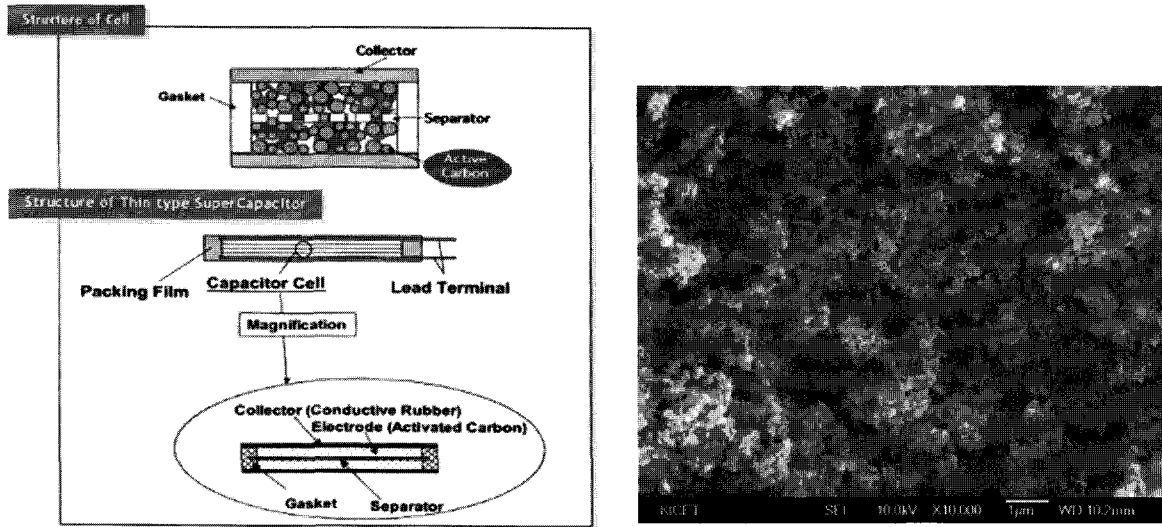 Structure of Cell
Collector
Gasket
Separator
Active
Carbon
Structure of Thin type SuperCapacitor
Packing Film
Capacitor Cell
Lead Terminal
Magnification
Collector (Conductive Rubber)
Electrode (Activated Carbon)
Gasket
Separator
KICET SEI 10.0kV X10,000 1µm WD 10.2mm